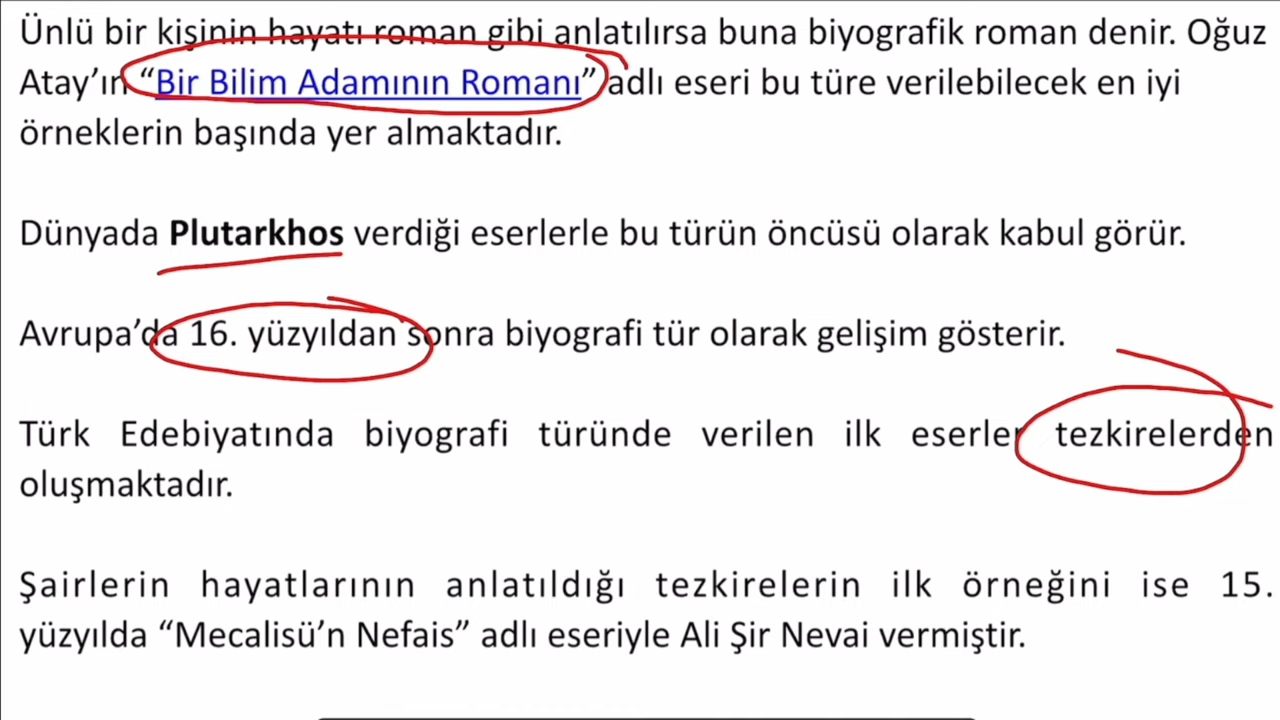 Ünlü bir kişinin hayatı roman gibi anlatılırsa buna biyografik roman denir. Oğuz
Atay’ın “Bir Bilim Adamının Romanı” adlı eseri bu türe verilebilecek en iyi
örneklerin başında yer almaktadır.
Dünyada Plutarkhos verdiği eserlerle bu türün öncüsü olarak kabul görür.
Avrupa’da 16. yüzyıldan sonra biyografi tür olarak gelişim gösterir.
Türk Edebiyatında biyografi türünde verilen ilk eserler tezkirelerden
oluşmaktadır.
Şairlerin hayatlarının anlatıldığı tezkirelerin ilk örneğini ise 15.
yüzyılda “Mecalisü’n Nefais” adlı eseriyle Ali Şir Nevai vermiştir.